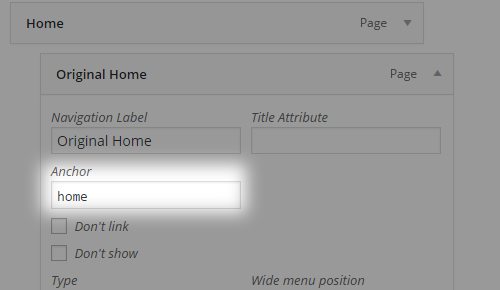 Home Page
Original Home Page
Navigation Label Title Attribute
Original Home
Anchor
home
Don't link
Don't show
Type Wide menu position